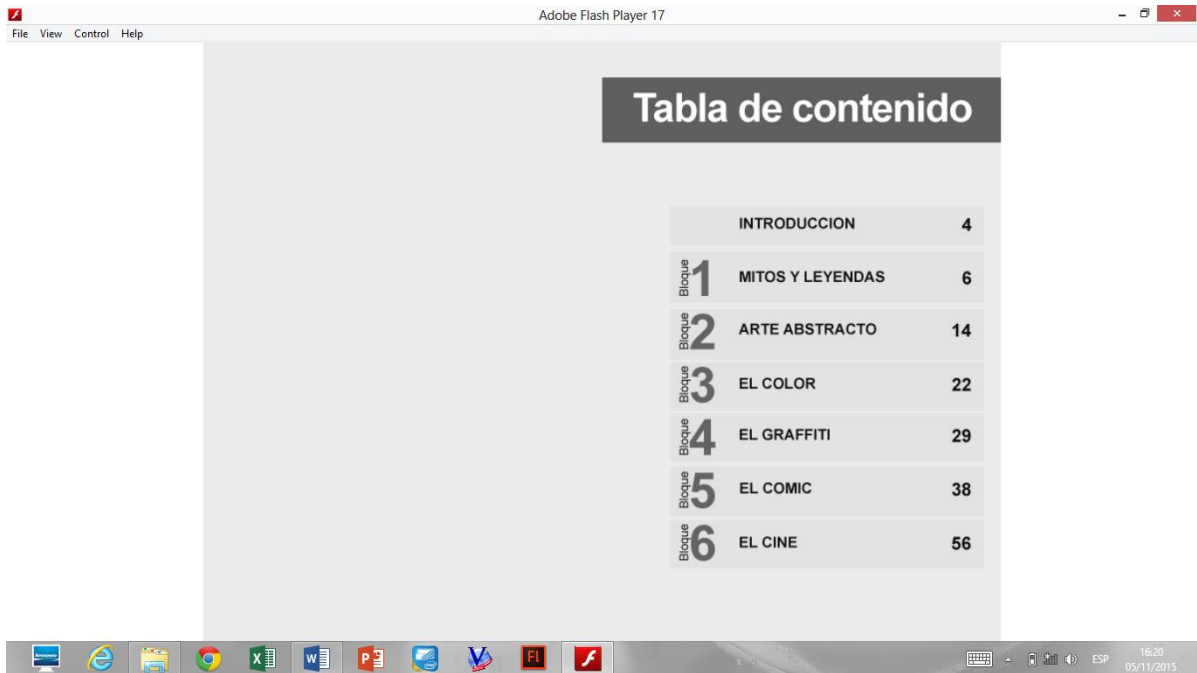 Adobe Flash Player 17
File View Control Help
Tabla de contenido
INTRODUCCION 4
Bloque 1 MITOS Y LEYENDAS 6
Bloque 2 ARTE ABSTRACTO 14
Bloque 3 EL COLOR 22
Bloque 4 EL GRAFFITI 29
Bloque 5 EL COMIC 38
Bloque 6 EL CINE 56
ESP 16:20
05/11/2015